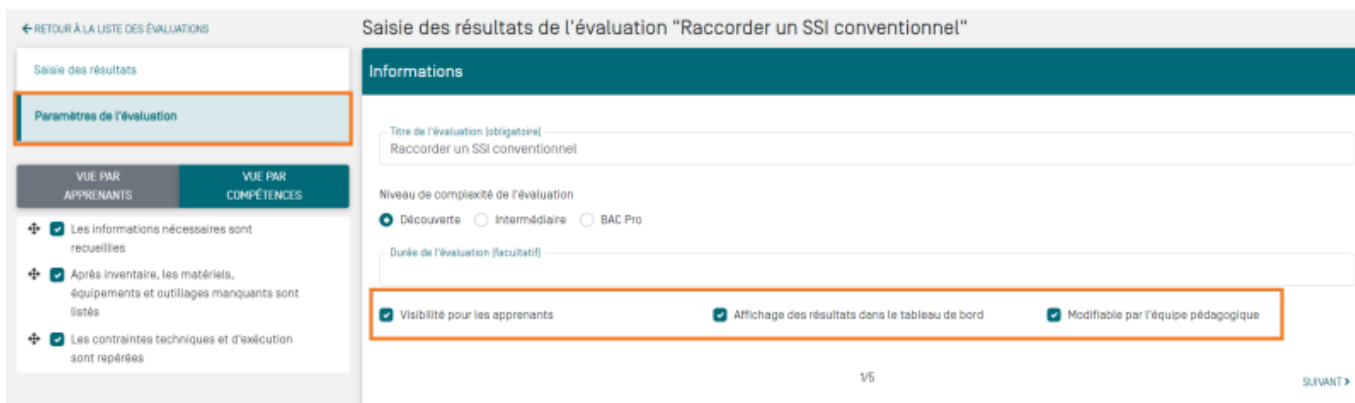 ← RETOUR À LA LISTE DES ÉVALUATIONS
Saisie des résultats de l'évaluation "Raccorder un SSI conventionnel"
Saisie des résultats
Paramètres de l'évaluation
VUE PAR
APPRENANTS
VUE PAR
COMPÉTENCES
Les informations nécessaires sont
recueillies
Après inventaire, les matériels,
équipements et outillages manquants sont
listés
Les contraintes techniques et d'exécution
sont repérées
Informations
Titre de l'évaluation (obligatoire)
Raccorder un SSI conventionnel
Niveau de complexité de l'évaluation
Découverte Intermédiaire BAC Pro
Durée de l'évaluation (facultatif)
Visibilité pour les apprenants Affichage des résultats dans le tableau de bord Modifiable par l'équipe pédagogique
1/5
SUIVANT >